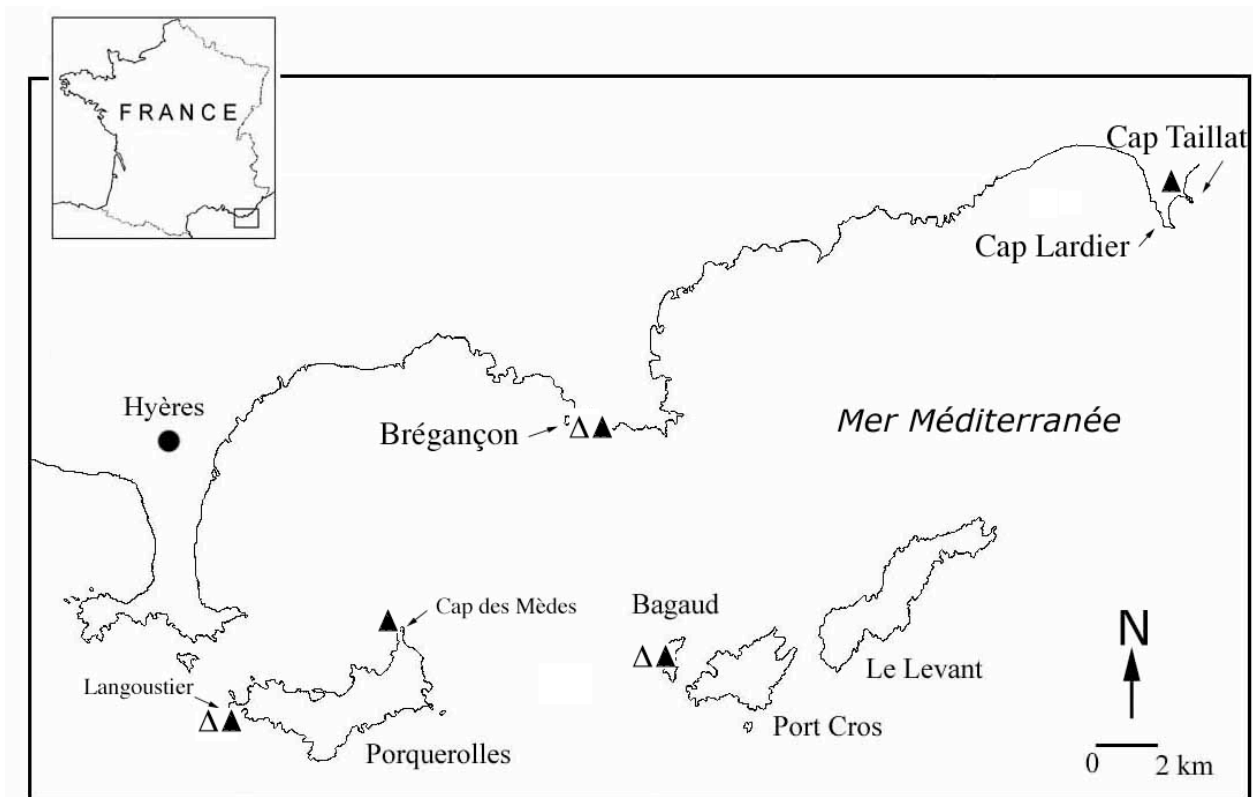 FRANCE
Cap Taillat
Cap Lardier
Hyères
Brégançon
Mer Méditerranée
Cap des Mèdes
Bagaud
N
Le Levant
Langoustier
Port Cros
Porquerolles
0 2 km